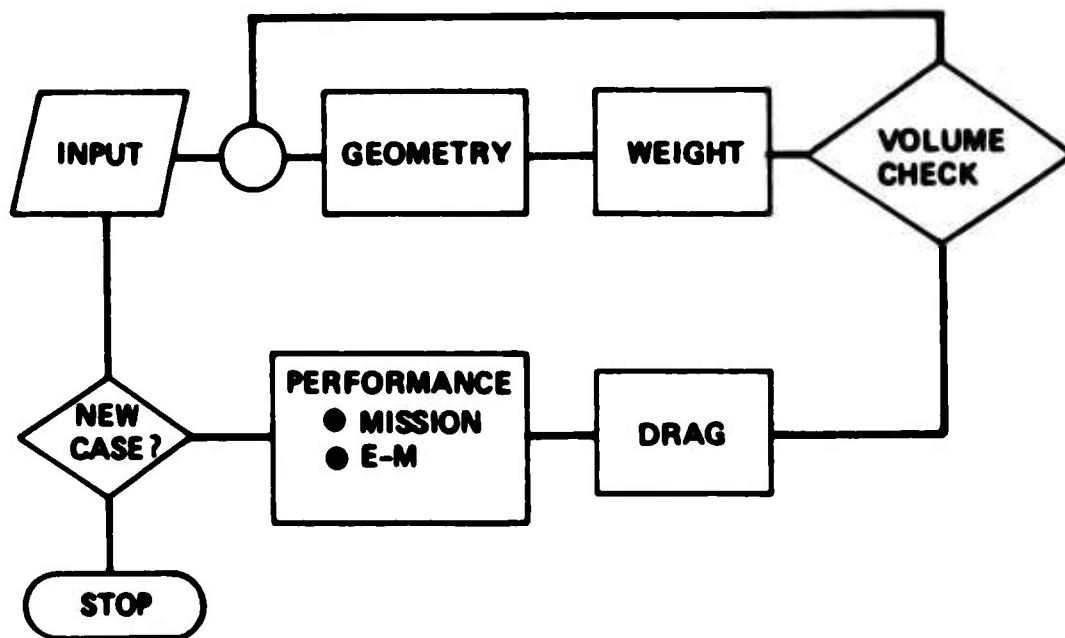 INPUT
GEOMETRY
WEIGHT
VOLUME
CHECK
NEW
CASE?
PERFORMANCE
● MISSION
● E-M
DRAG
STOP